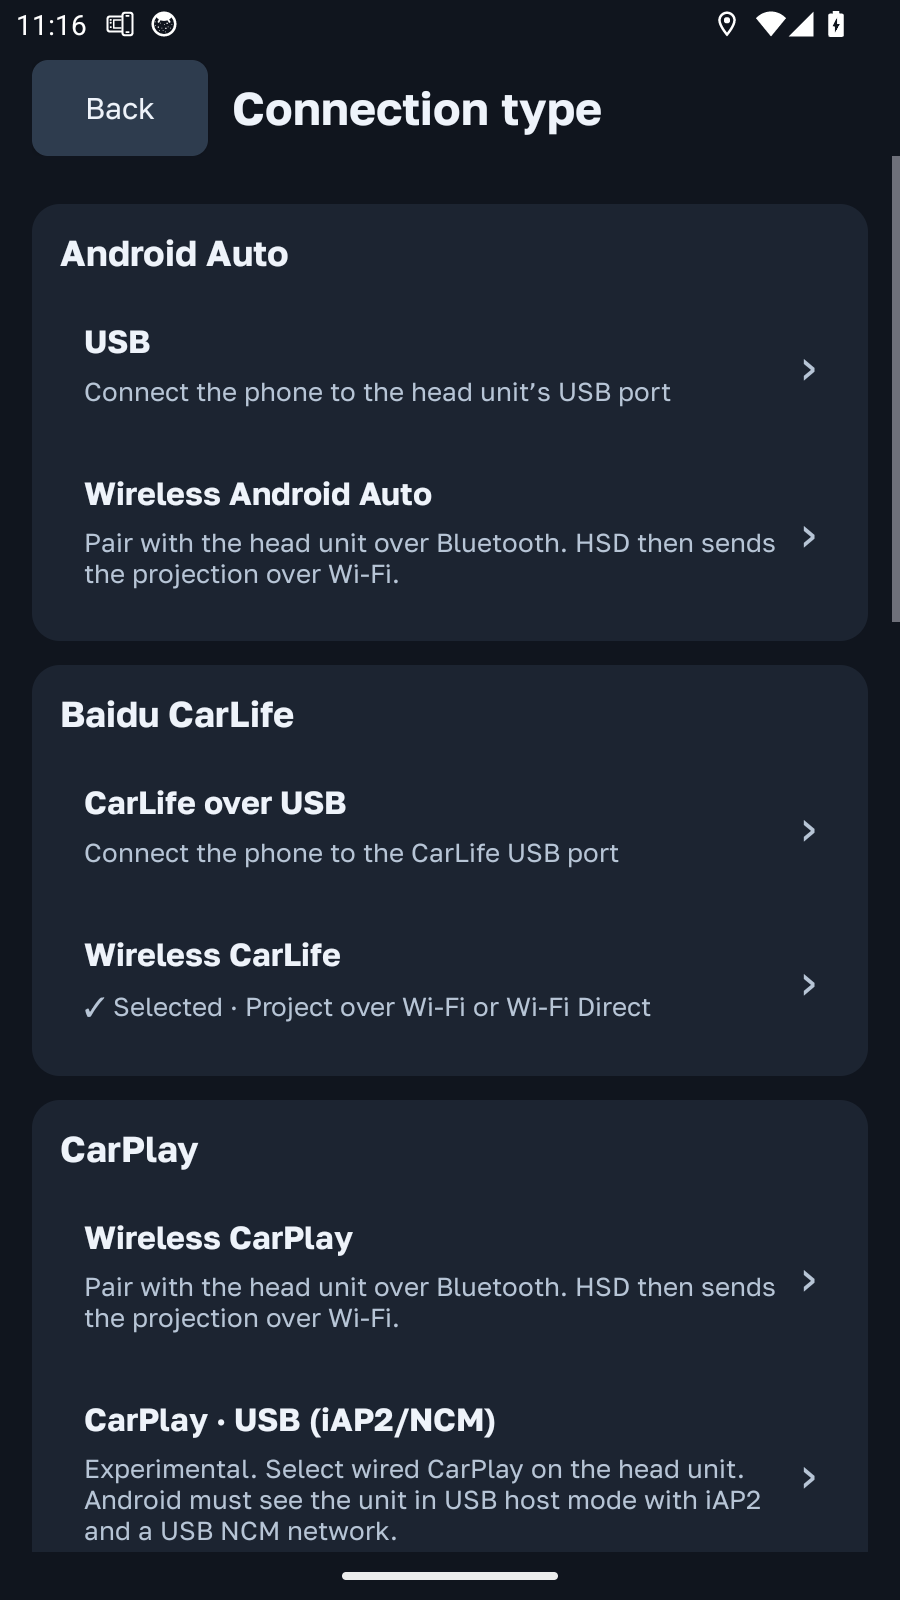 11:16
Back
Connection type
Android Auto
USB
Connect the phone to the head unit’s USB port
Wireless Android Auto
Pair with the head unit over Bluetooth. HSD then sends
the projection over Wi-Fi.
Baidu CarLife
CarLife over USB
Connect the phone to the CarLife USB port
Wireless CarLife
✓ Selected · Project over Wi-Fi or Wi-Fi Direct
CarPlay
Wireless CarPlay
Pair with the head unit over Bluetooth. HSD then sends
the projection over Wi-Fi.
CarPlay · USB (iAP2/NCM)
Experimental. Select wired CarPlay on the head unit.
Android must see the unit in USB host mode with iAP2
and a USB NCM network.